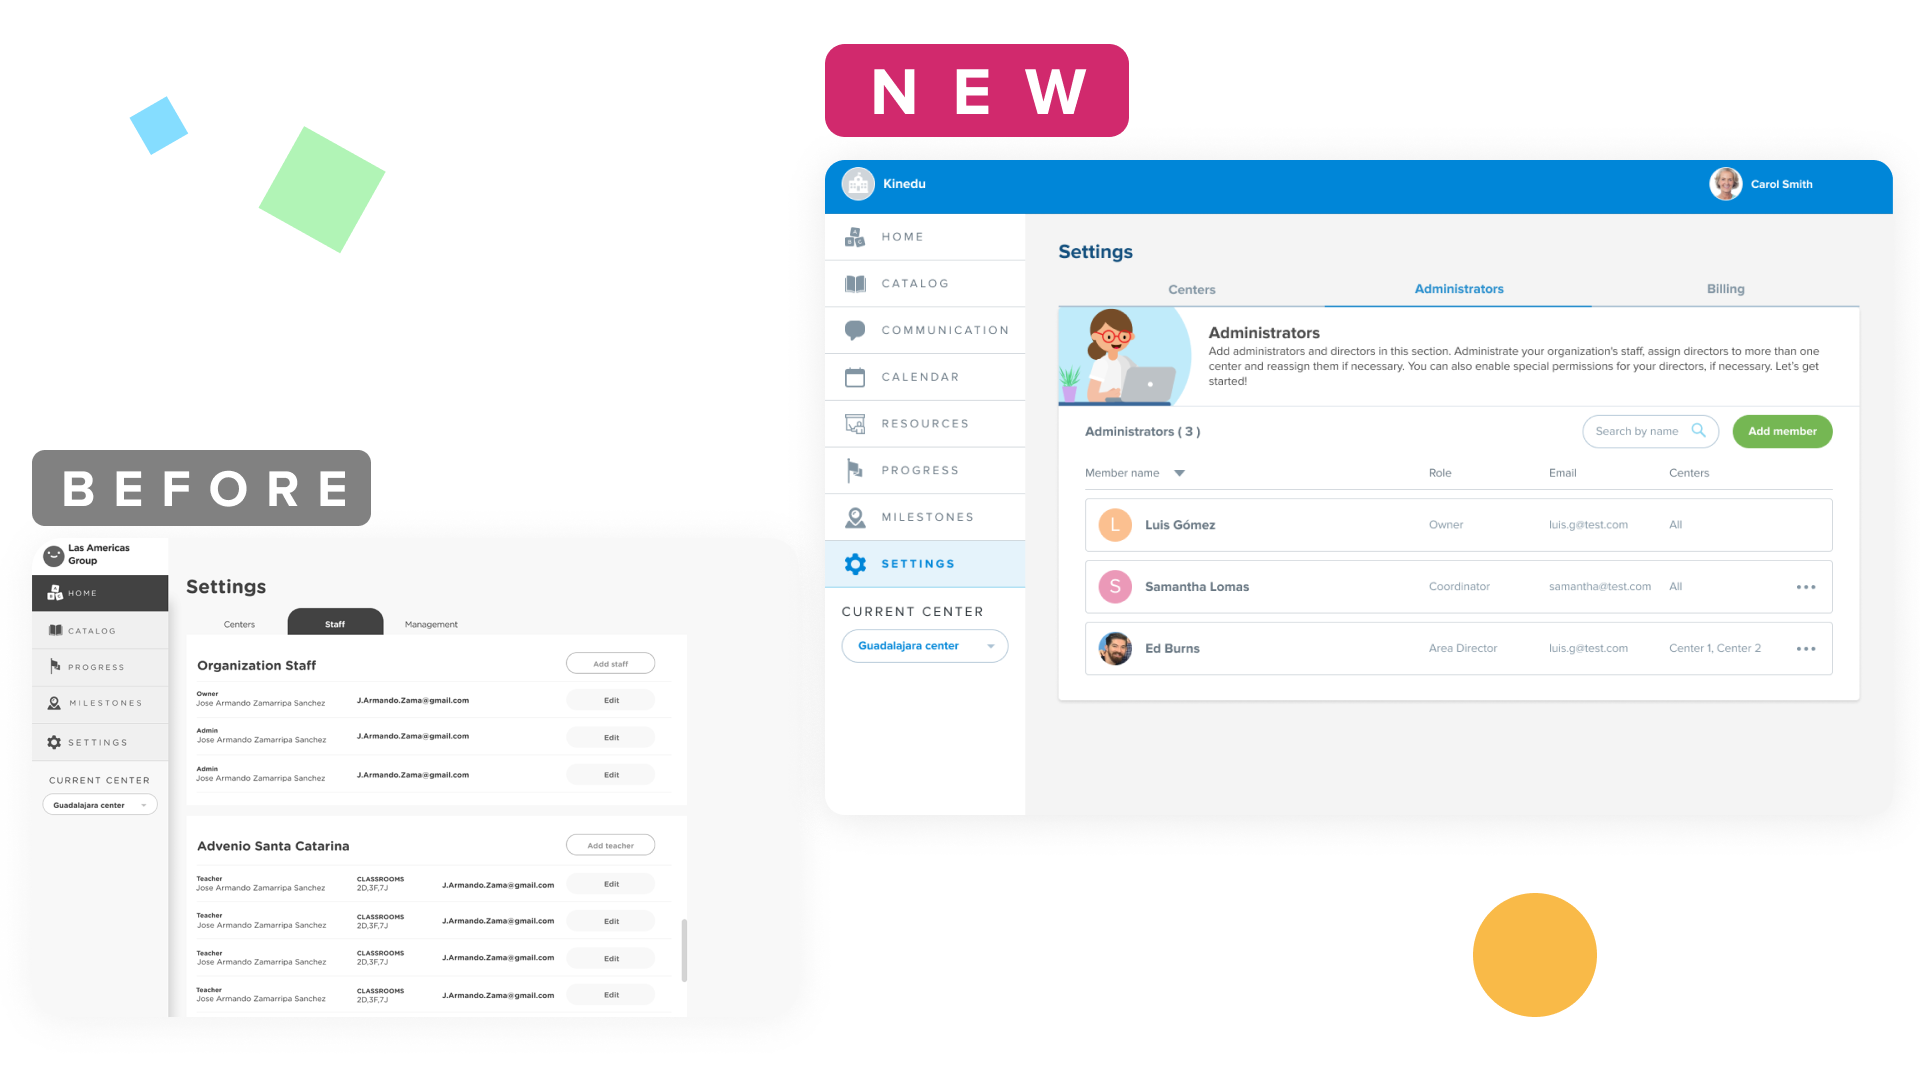 NEW
Kinedu
Carol Smith
HOME
CATALOG
COMMUNICATION
CALENDAR
RESOURCES
PROGRESS
MILESTONES
SETTINGS
CURRENT CENTER
Guadalajara center
Settings
Centers Administrators Billing
Administrators
Add administrators and directors in this section. Administrate your organization's staff, assign directors to more than one
center and reassign them if necessary. You can also enable special permissions for your directors, if necessary. Let's get
started!
Administrators ( 3 )
Search by name
Add member
Member name Role Email Centers
L Luis Gómez Owner luis.g@test.com All
S Samantha Lomas Coordinator samantha@test.com All
Ed Burns Area Director luis.g@test.com Center 1, Center 2
BEFORE
Las Americas
Group
HOME
CATALOG
PROGRESS
MILESTONES
SETTINGS
CURRENT CENTER
Guadalajara center
Settings
Centers Staff Management
Organization Staff Add staff
Owner
Jose Armando Zamarripa Sanchez J.Armando.Zama@gmail.com Edit
Admin
Jose Armando Zamarripa Sanchez J.Armando.Zama@gmail.com Edit
Admin
Jose Armando Zamarripa Sanchez J.Armando.Zama@gmail.com Edit
Advenio Santa Catarina Add teacher
Teacher CLASSROOMS
Jose Armando Zamarripa Sanchez 2D,3F,7J J.Armando.Zama@gmail.com Edit
Teacher CLASSROOMS
Jose Armando Zamarripa Sanchez 2D,3F,7J J.Armando.Zama@gmail.com Edit
Teacher CLASSROOMS
Jose Armando Zamarripa Sanchez 2D,3F,7J J.Armando.Zama@gmail.com Edit
Teacher CLASSROOMS
Jose Armando Zamarripa Sanchez 2D,3F,7J J.Armando.Zama@gmail.com Edit